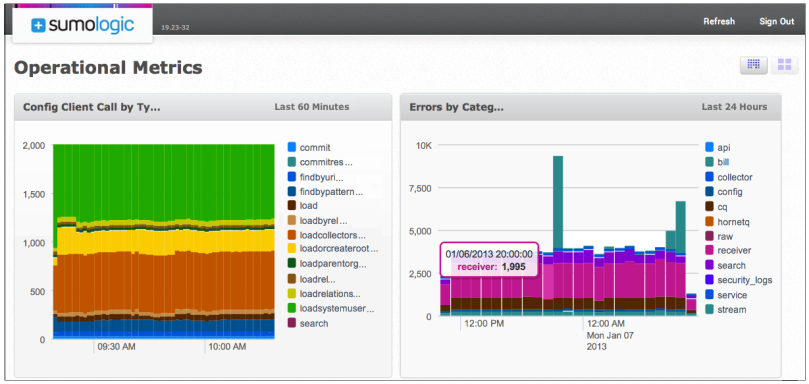 sumologic
19.23-32
Refresh
Sign Out
Operational Metrics
Config Client Call by Ty...
Last 60 Minutes
2,000
1,500
1,000
500
0
09:30 AM
10:00 AM
commit
commitres...
findbyuri...
findbypattern...
load
loadbyrel...
loadcollectors...
loadorcreateroot...
loadparentorg...
loadrel...
loadrelations...
loadsystemuser...
search
Errors by Categ...
Last 24 Hours
10K
7,500
5,000
2,500
0
01/06/2013 20:00:00
receiver: 1,995
12:00 PM
12:00 AM
Mon Jan 07
2013
api
bill
collector
config
cq
hornetq
raw
receiver
search
security_logs
service
stream